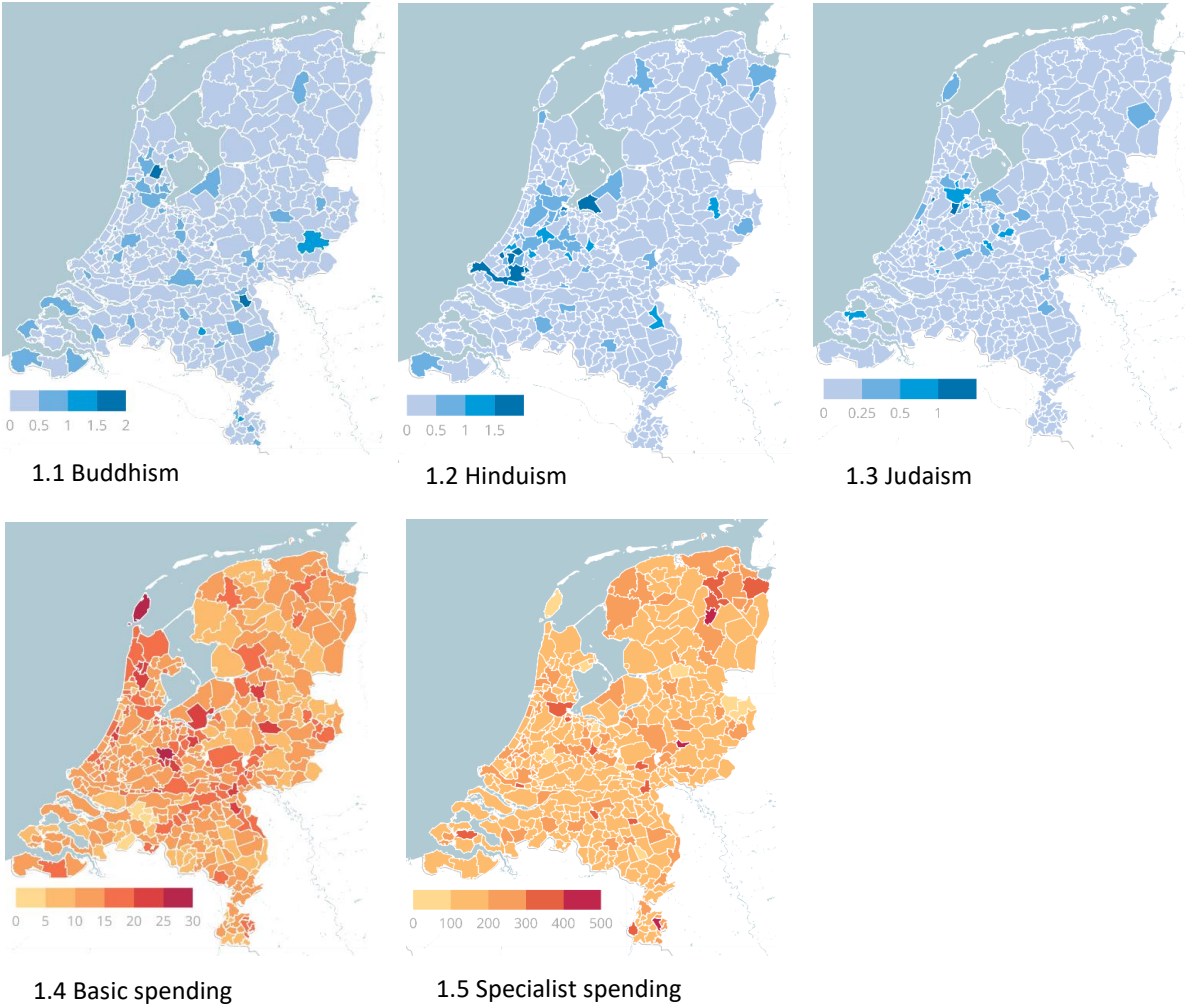 0 0.5 1 1.5 2
0 0.5 1 1.5
0 0.25 0.5 1
1.1 Buddhism
1.2 Hinduism
1.3 Judaism
0 5 10 15 20 25 30
0 100 200 300 400 500
1.4 Basic spending
1.5 Specialist spending